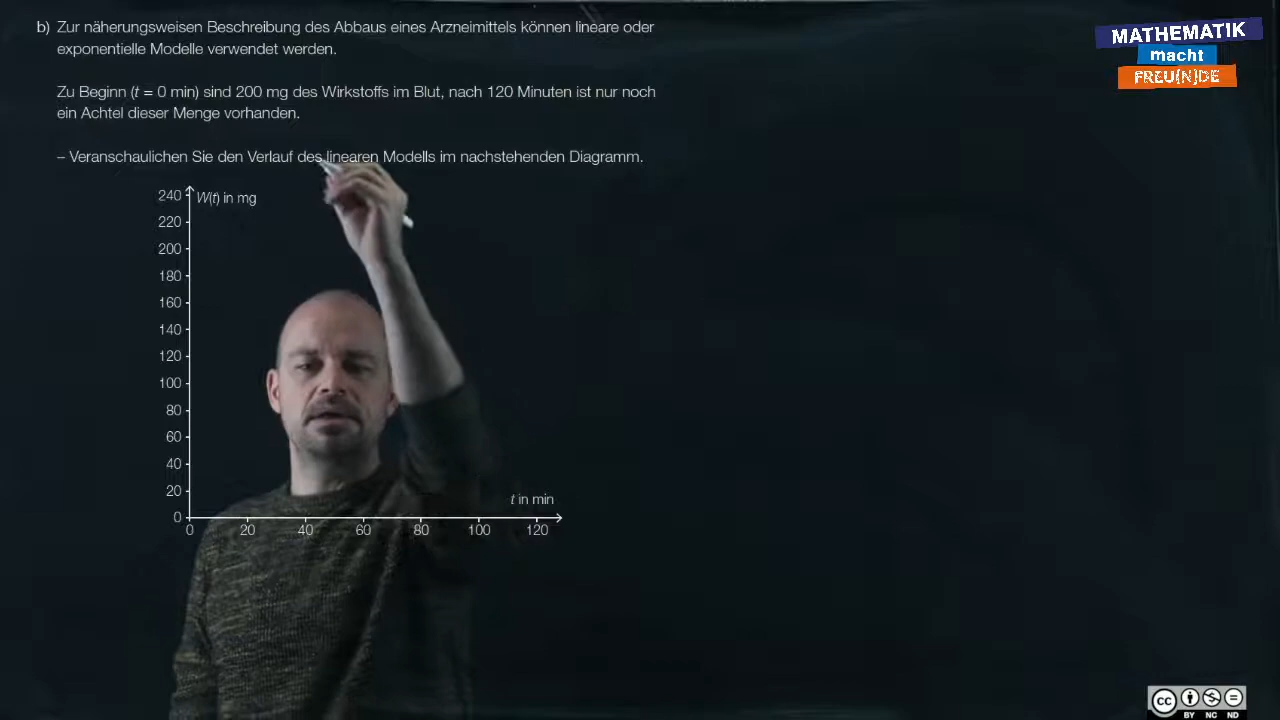 b) Zur näherungsweisen Beschreibung des Abbaus eines Arzneimittels können lineare oder
exponentielle Modelle verwendet werden.
Zu Beginn (t = 0 min) sind 200 mg des Wirkstoffs im Blut, nach 120 Minuten ist nur noch
ein Achtel dieser Menge vorhanden.
– Veranschaulichen Sie den Verlauf des linearen Modells im nachstehenden Diagramm.
MATHEMATIK
macht
FREU(N)DE
W(t) in mg
240
220
200
180
160
140
120
100
80
60
40
20
0
t in min
0 20 40 60 80 100 120
cc
BY NC ND